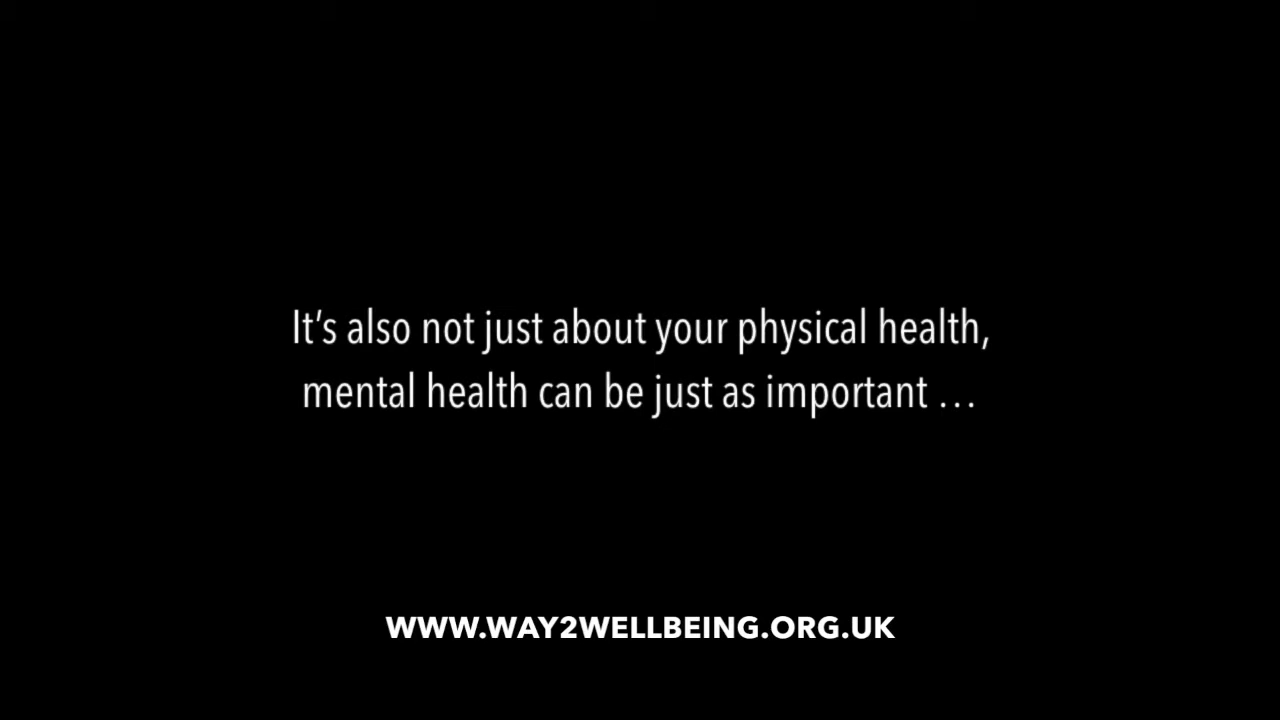 It’s also not just about your physical health,
mental health can be just as important …
WWW.WAY2WELLBEING.ORG.UK